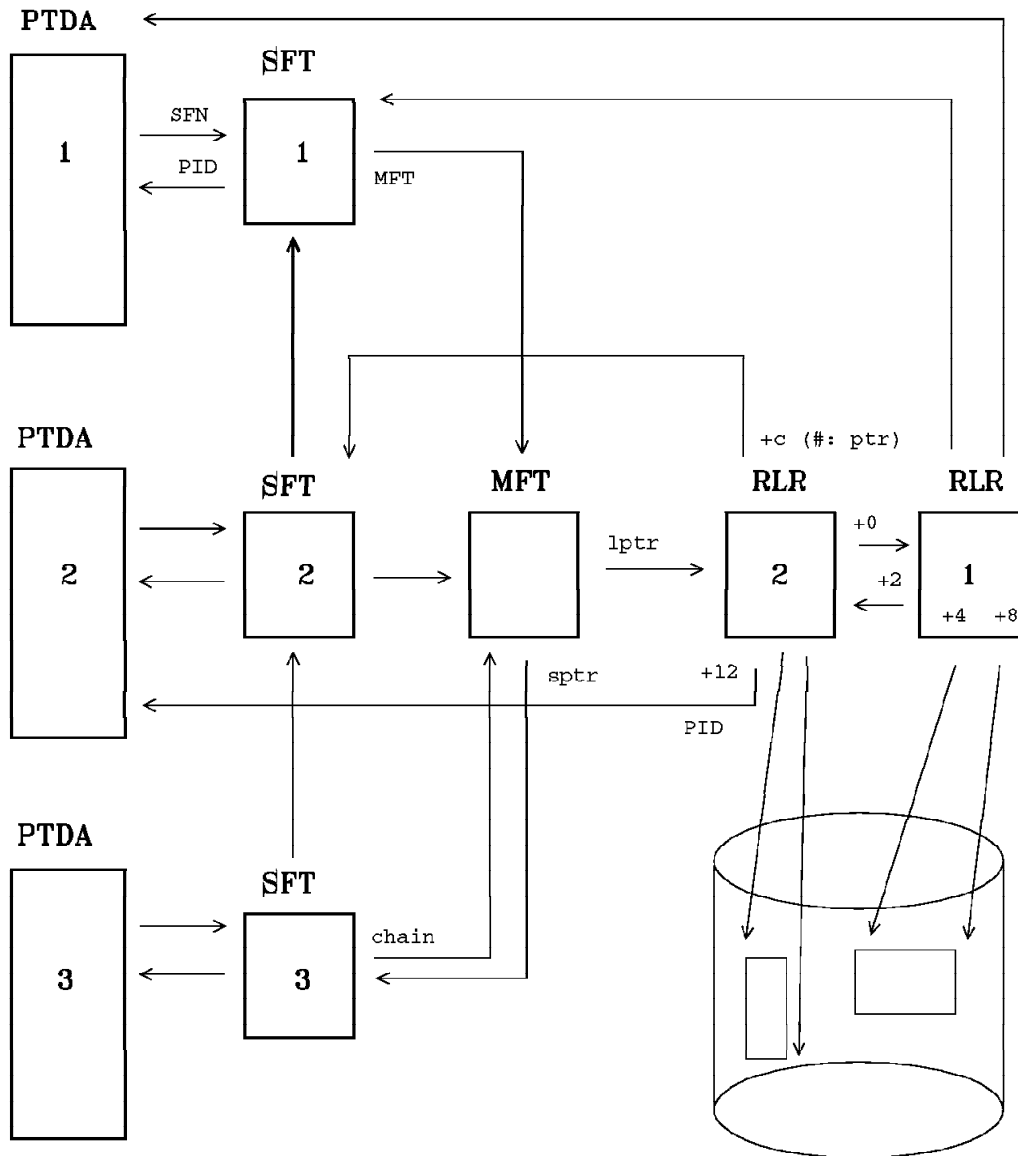 PTDA
SFT
1
SFN
PID
1
MFT
PTDA
+c (#: ptr)
SFT
MFT
RLR
RLR
2
2
lptr
2
+0
+2
1
+4 +8
sptr
+12
PID
PTDA
SFT
3
3
chain